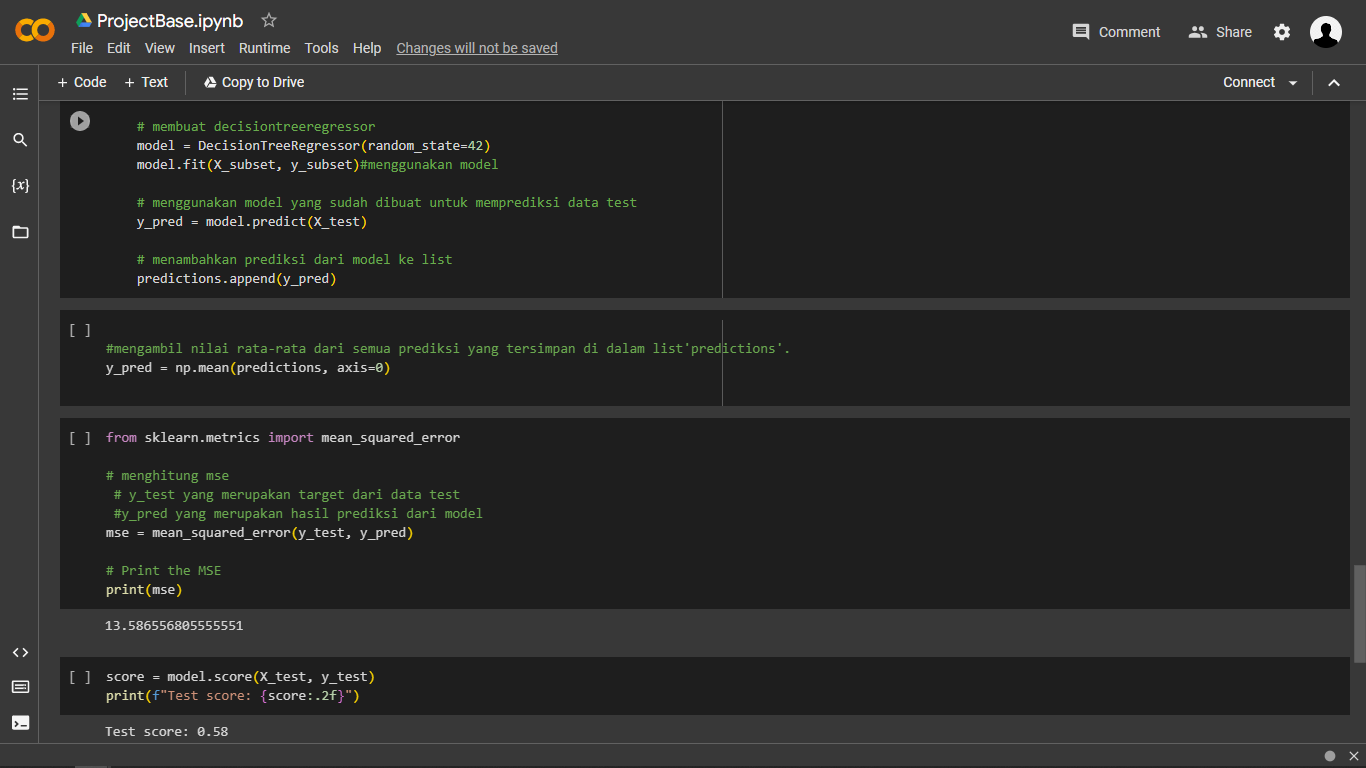 ProjectBase.ipynb
File Edit View Insert Runtime Tools Help Changes will not be saved
Comment Share
+ Code + Text Copy to Drive
Connect
{x}
# membuat decisiontreeregressor
model = DecisionTreeRegressor(random_state=42)
model.fit(X_subset, y_subset)#menggunakan model
# menggunakan model yang sudah dibuat untuk memprediksi data test
y_pred = model.predict(X_test)
# menambahkan prediksi dari model ke list
predictions.append(y_pred)
[ ]
#mengambil nilai rata-rata dari semua prediksi yang tersimpan di dalam list'predictions'.
y_pred = np.mean(predictions, axis=0)
[ ] from sklearn.metrics import mean_squared_error
# menghitung mse
# y_test yang merupakan target dari data test
#y_pred yang merupakan hasil prediksi dari model
mse = mean_squared_error(y_test, y_pred)
# Print the MSE
print(mse)
13.586556805555551
[ ] score = model.score(X_test, y_test)
print(f"Test score: {score:.2f}")
Test score: 0.58